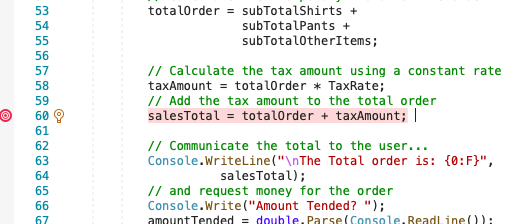 53 totalOrder = subTotalShirts +
54 subTotalPants +
55 subTotalOtherItems;
56
57 // Calculate the tax amount using a constant rate
58 taxAmount = totalOrder * TaxRate;
59 // Add the tax amount to the total order
60 salesTotal = totalOrder + taxAmount;
61
62 // Communicate the total to the user...
63 Console.WriteLine("\nThe Total order is: {0:F}",
64 salesTotal);
65 // and request money for the order
66 Console.Write("Amount Tended? ");
67 amountTended = double.Parse(Console.ReadLine());